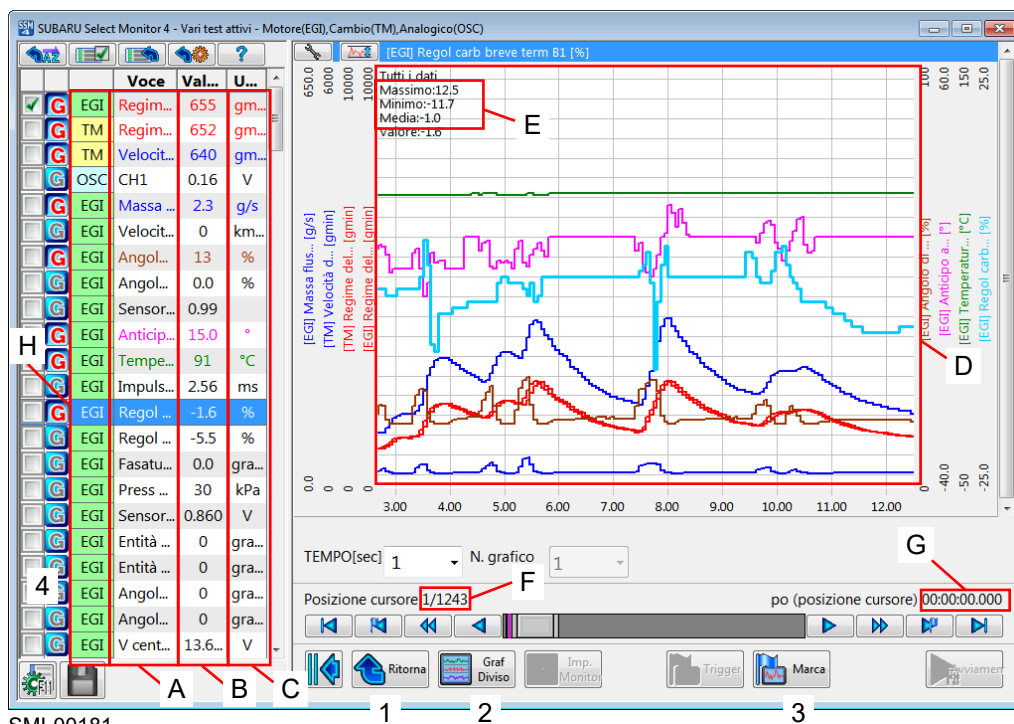 SUBARU Select Monitor 4 - Vari test attivi - Motore(EGI),Cambio(TM),Analogico(OSC)
AZ
?
[EGI] Regol carb breve term B1 [%]
Voce Val... U...
G EGI Regim... 655 gm...
G TM Regim... 652 gm...
G TM Velocit... 640 gm...
G OSC CH1 0.16 V
G EGI Massa ... 2.3 g/s
G EGI Velocit... 0 km...
G EGI Angol... 13 %
G EGI Angol... 0.0 %
G EGI Sensor... 0.99
G EGI Anticip... 15.0 °
G EGI Tempe... 91 °C
G EGI Impuls... 2.56 ms
G EGI Regol ... -1.6 %
G EGI Regol ... -5.5 %
G EGI Fasatu... 0.0 gra...
G EGI Press ... 30 kPa
G EGI Sensor... 0.860 V
G EGI Entità ... 0 gra...
G EGI Entità ... 0 gra...
G EGI Angol... 0 gra...
G EGI Angol... 0 gra...
G EGI V cent... 13.6... V
H
4
F11
A B C
650.0
6000
10000
10000
Tutti i dati
Massimo:12.5
Minimo:-11.7
Media:-1.0
Valore:-1.6
E
100
60.0
150
25.0
[EGI] Massa flus... [g/s]
[TM] Velocità d... [gmin]
[TM] Regime del... [gmin]
[EGI] Regime del... [gmin]
[EGI] Angolo di ... [%]
[EGI] Anticipo a... [°]
[EGI] Temperatur... [°C]
[EGI] Regol carb... [%]
D
0.0
0
0
0
0
-40.0
-50
-25.0
3.00 4.00 5.00 6.00 7.00 8.00 9.00 10.00 11.00 12.00
TEMPO[sec] 1 N. grafico 1
F
G
Posizione cursore 1/1243 po (posizione cursore) 00:00:00.000
Ritorna
Graf Diviso
Imp. Monitor
Trigger
Marca
1 2 3